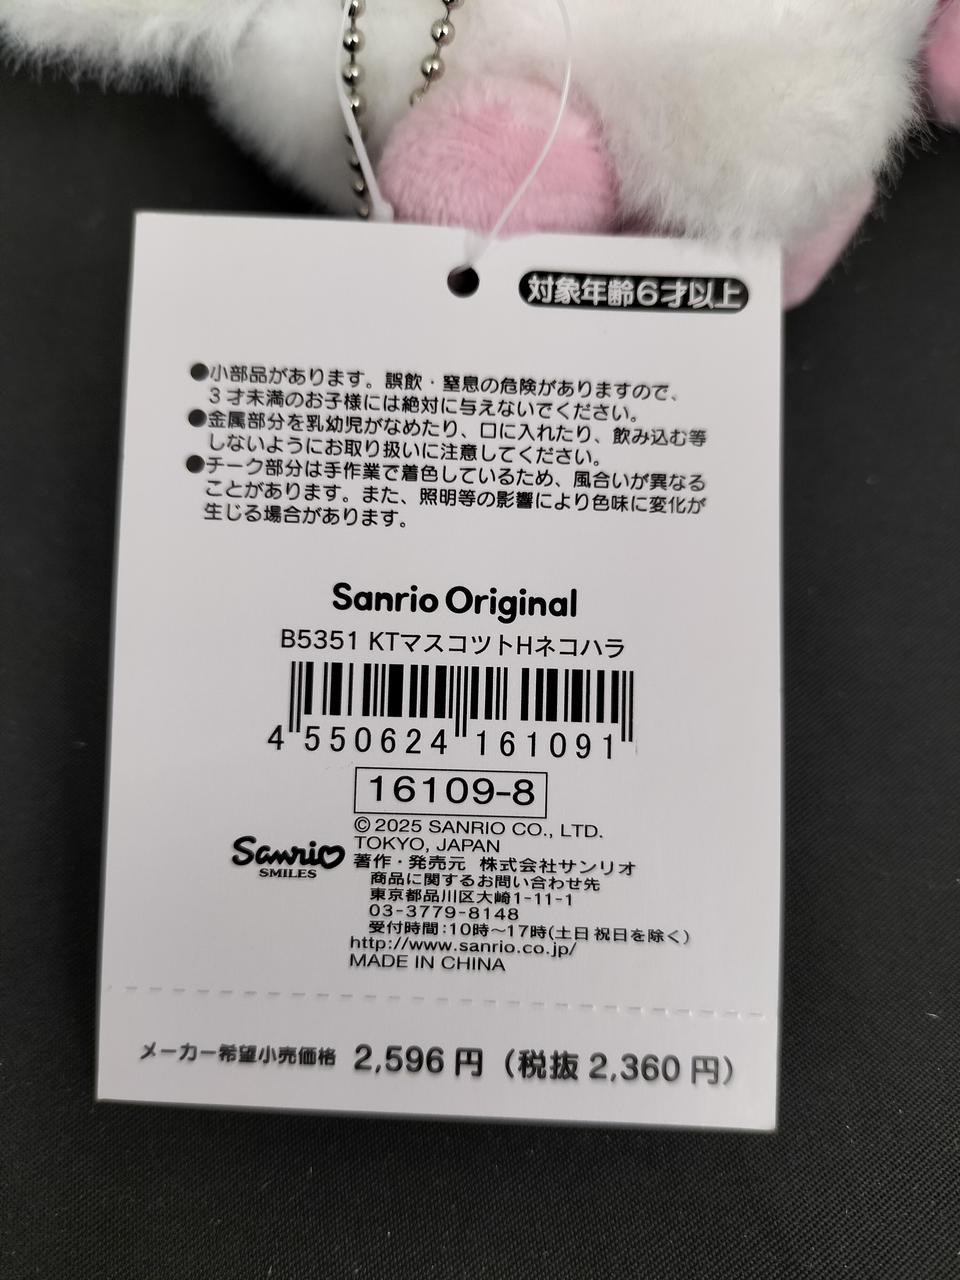 対象年齢6才以上
●小部品があります。誤飲・窒息の危険がありますので、
３才未満のお子様には絶対に与えないでください。
●金属部分を乳幼児がなめたり、口に入れたり、飲み込む等
しないようにお取り扱いに注意してください。
●チーク部分は手作業で着色しているため、風合いが異なる
ことがあります。また、照明等の影響により色味に変化が
生じる場合があります。
Sanrio Original
B5351 KTマスコツトHネコハラ
4 550624 161091
16109-8
© 2025 SANRIO CO., LTD.
TOKYO, JAPAN
Sanrio
SMILES
著作・発売元 株式会社サンリオ
商品に関するお問い合わせ先
東京都品川区大崎1-11-1
03-3779-8148
受付時間:10時～17時(土日祝日を除く)
http://www.sanrio.co.jp/
MADE IN CHINA
メーカー希望小売価格 2,596円（税抜 2,360円）